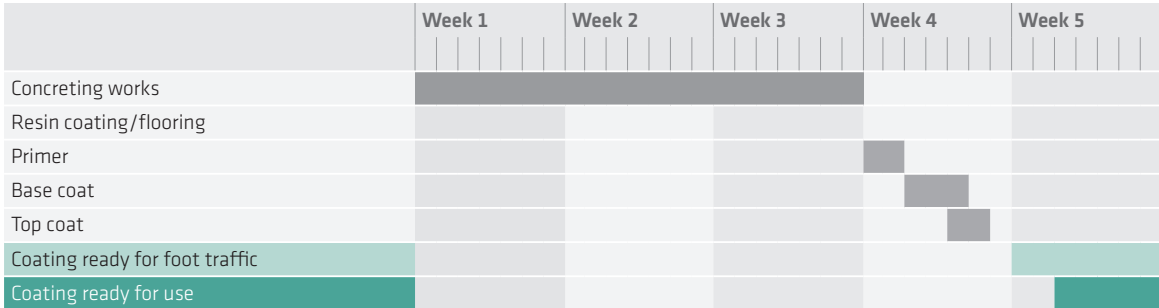 Week 1 Week 2 Week 3 Week 4 Week 5
Concreting works
Resin coating/flooring
Primer
Base coat
Top coat
Coating ready for foot traffic
Coating ready for use